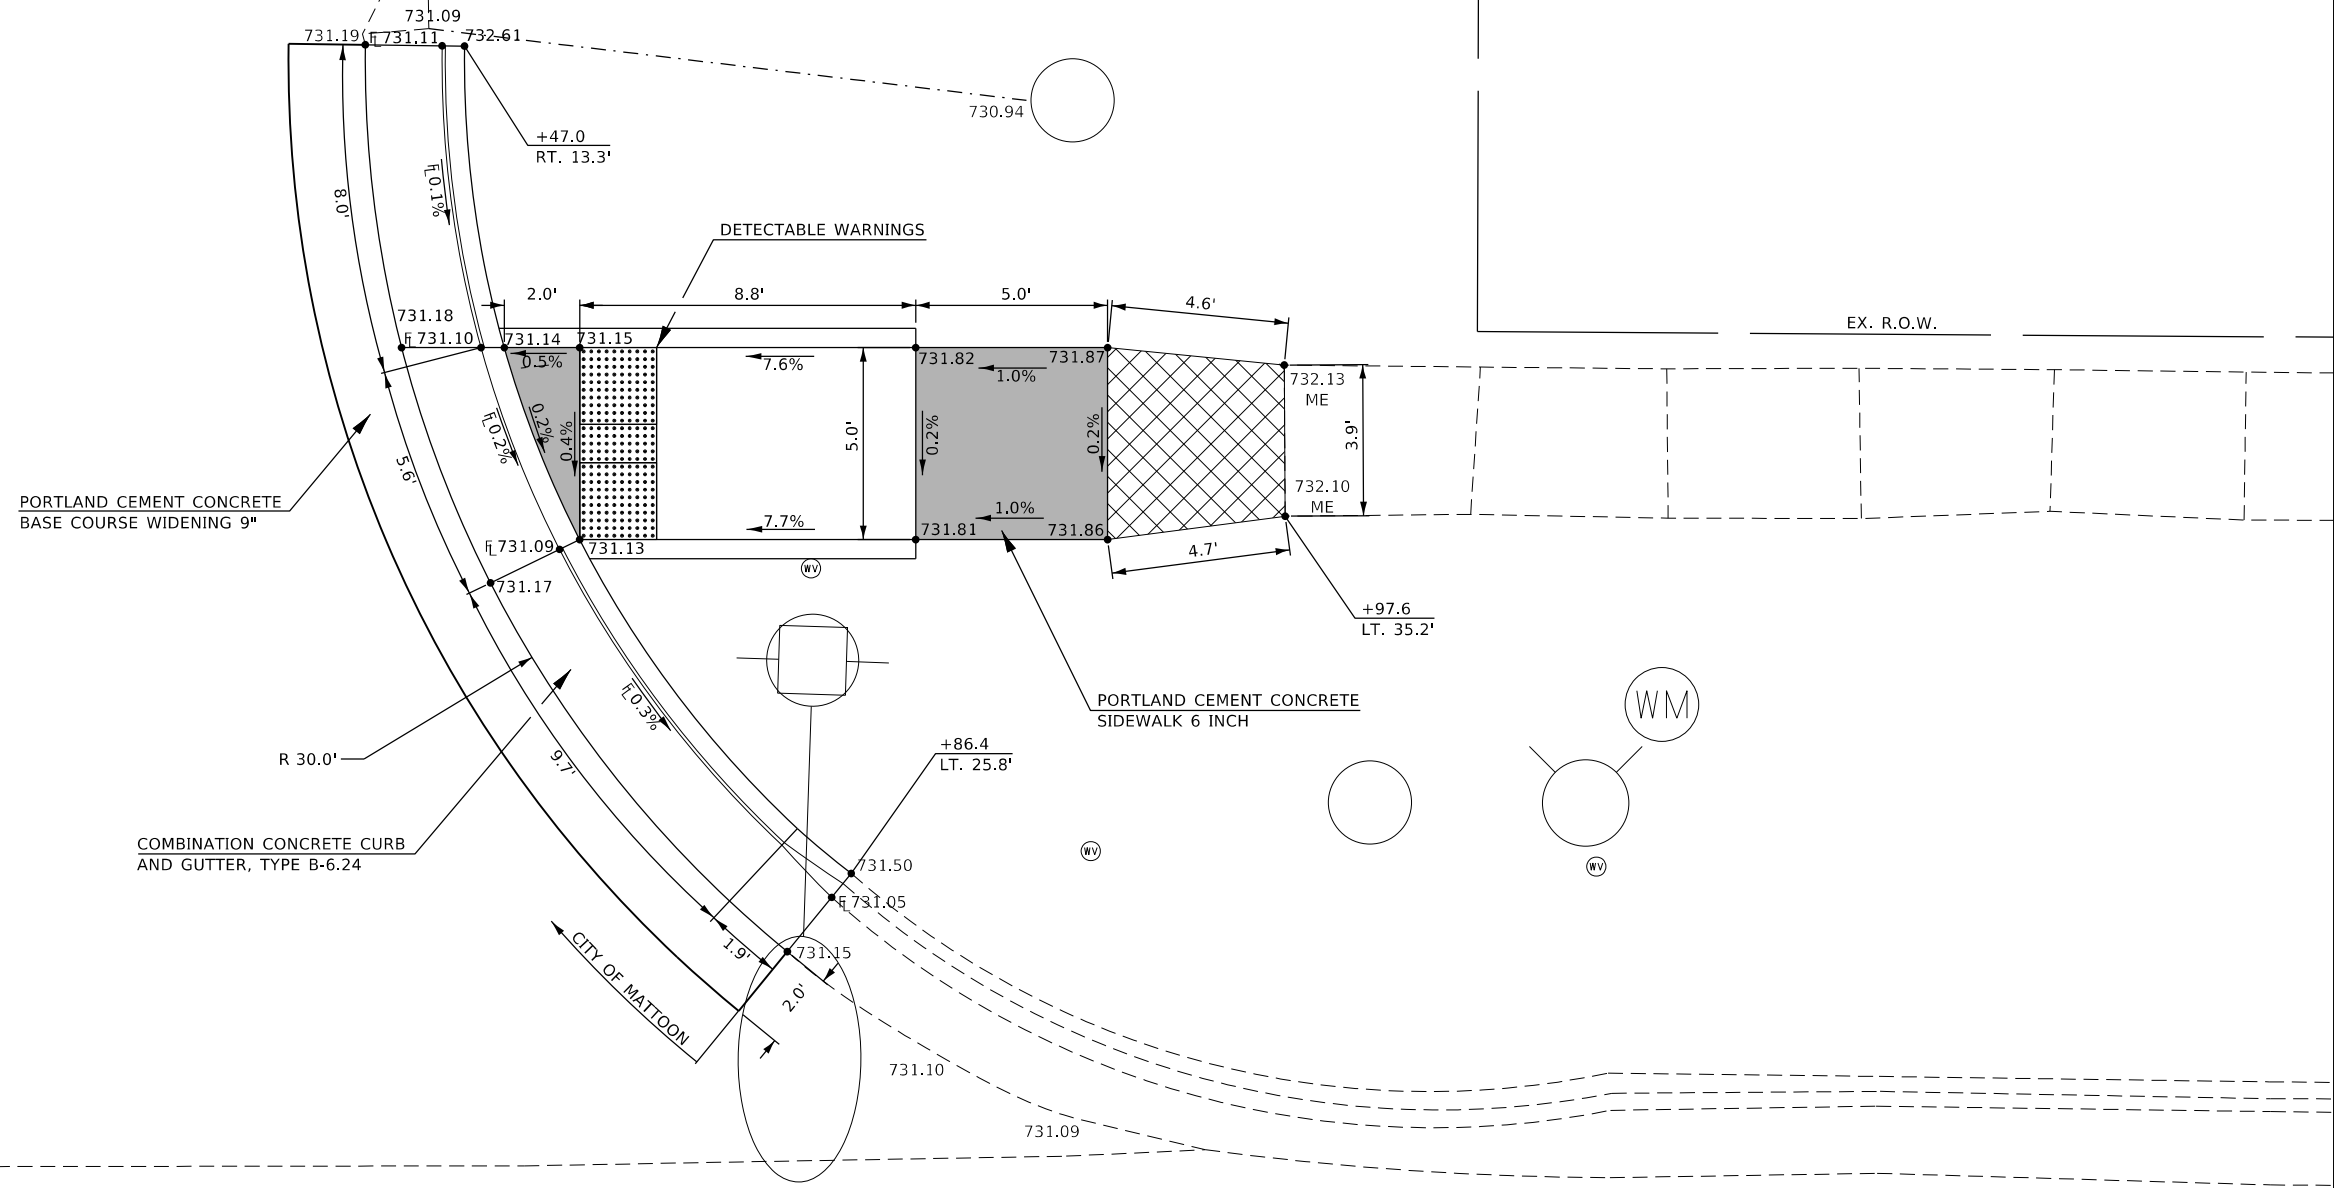 731.09
731.19
FL 731.11
732.61
730.94
+47.0
RT. 13.3'
FL 0.1%
8.0'
DETECTABLE WARNINGS
2.0'
8.8'
5.0'
4.6'
EX. R.O.W.
731.18
FL 731.10
731.14
731.15
0.5%
7.6%
731.82
731.87
1.0%
732.13
ME
FL 0.2%
0.2%
0.4%
5.0'
0.2%
0.2%
3.9'
5.6'
PORTLAND CEMENT CONCRETE
BASE COURSE WIDENING 9"
732.10
ME
1.0%
7.7%
731.81
731.86
FL 731.09
731.13
4.7'
WV
731.17
+97.6
LT. 35.2'
FL 0.3%
PORTLAND CEMENT CONCRETE
SIDEWALK 6 INCH
WM
R 30.0'
9.7'
+86.4
LT. 25.8'
COMBINATION CONCRETE CURB
AND GUTTER, TYPE B-6.24
WV
WV
731.50
FL 731.05
1.9'
731.15
CITY OF MATTOON
2.0'
731.10
731.09